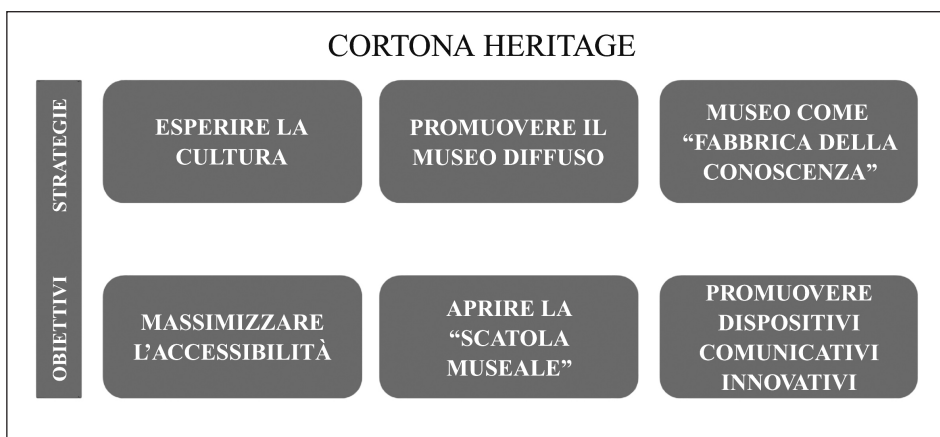 CORTONA HERITAGE
STRATEGIE
ESPERIRE LA
CULTURA
PROMUOVERE IL
MUSEO DIFFUSO
MUSEO COME
“FABBRICA DELLA
CONOSCENZA”
OBIETTIVI
MASSIMIZZARE
L’ACCESSIBILITÀ
APRIRE LA
“SCATOLA
MUSEALE”
PROMUOVERE
DISPOSITIVI
COMUNICATIVI
INNOVATIVI